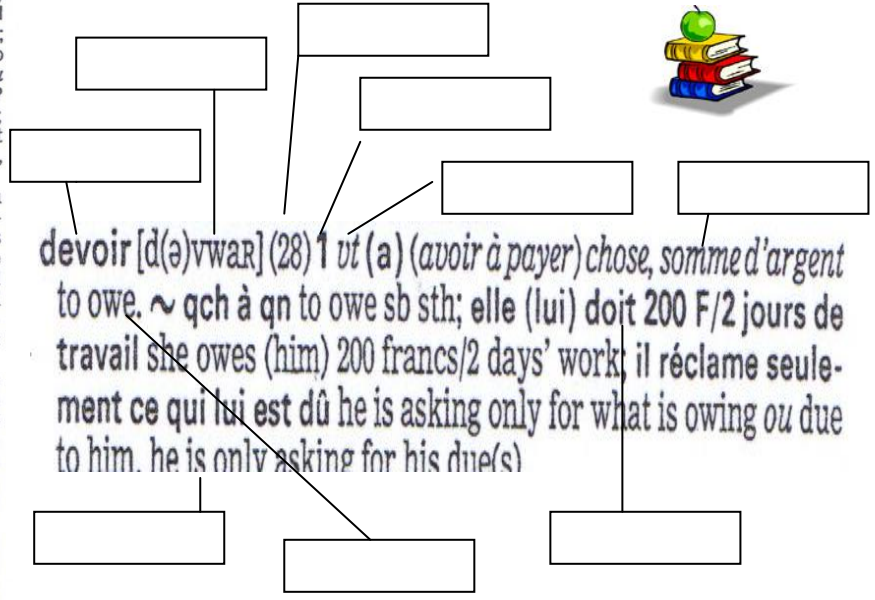 devoir [d(ə)vwaʀ] (28) 1 vt (a) (avoir à payer) chose, somme d'argent
to owe. ~ qch à qn to owe sb sth; elle (lui) doit 200 F/2 jours de
travail she owes (him) 200 francs/2 days' work; il réclame seule-
ment ce qui lui est dû he is asking only for what is owing ou due
to him, he is only asking for his due(s)